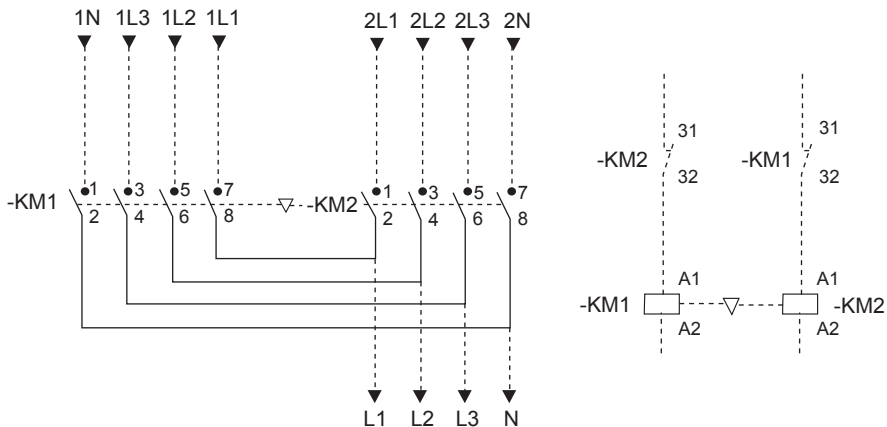 1N 1L3 1L2 1L1 2L1 2L2 2L3 2N
31 31
-KM2 -KM1
32 32
1 3 5 7 1 3 5 7
-KM1 -KM2
2 4 6 8 2 4 6 8
A1 A1
-KM1 -KM2
A2 A2
L1 L2 L3 N